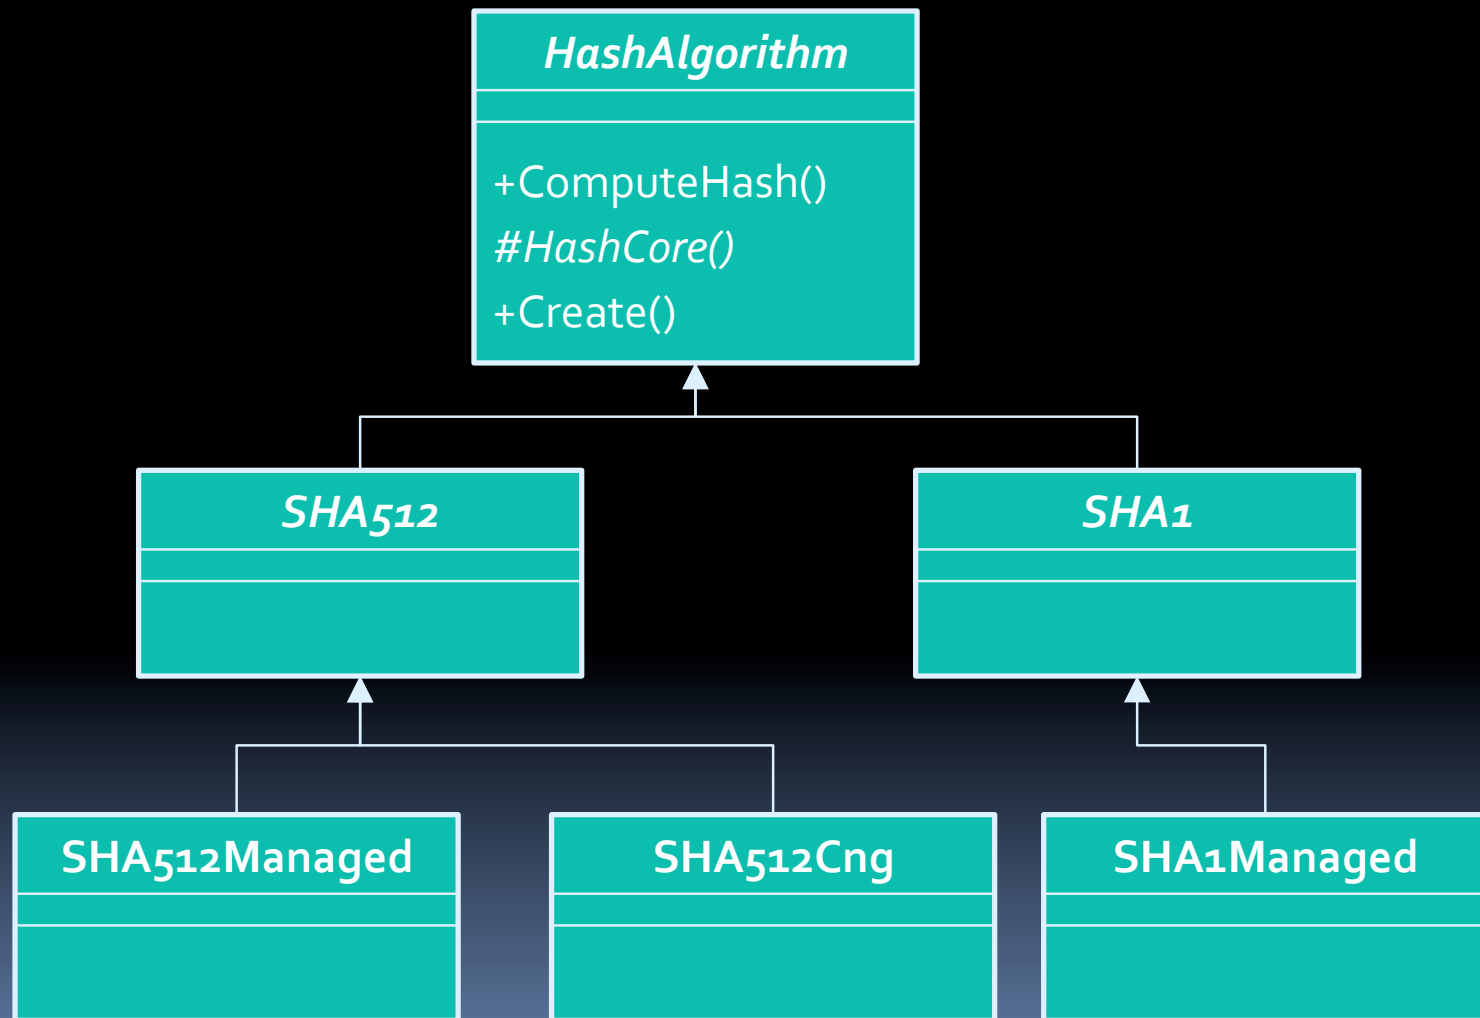 HashAlgorithm
+ComputeHash()
#HashCore()
+Create()
SHA512
SHA1
SHA512Managed
SHA512Cng
SHA1Managed